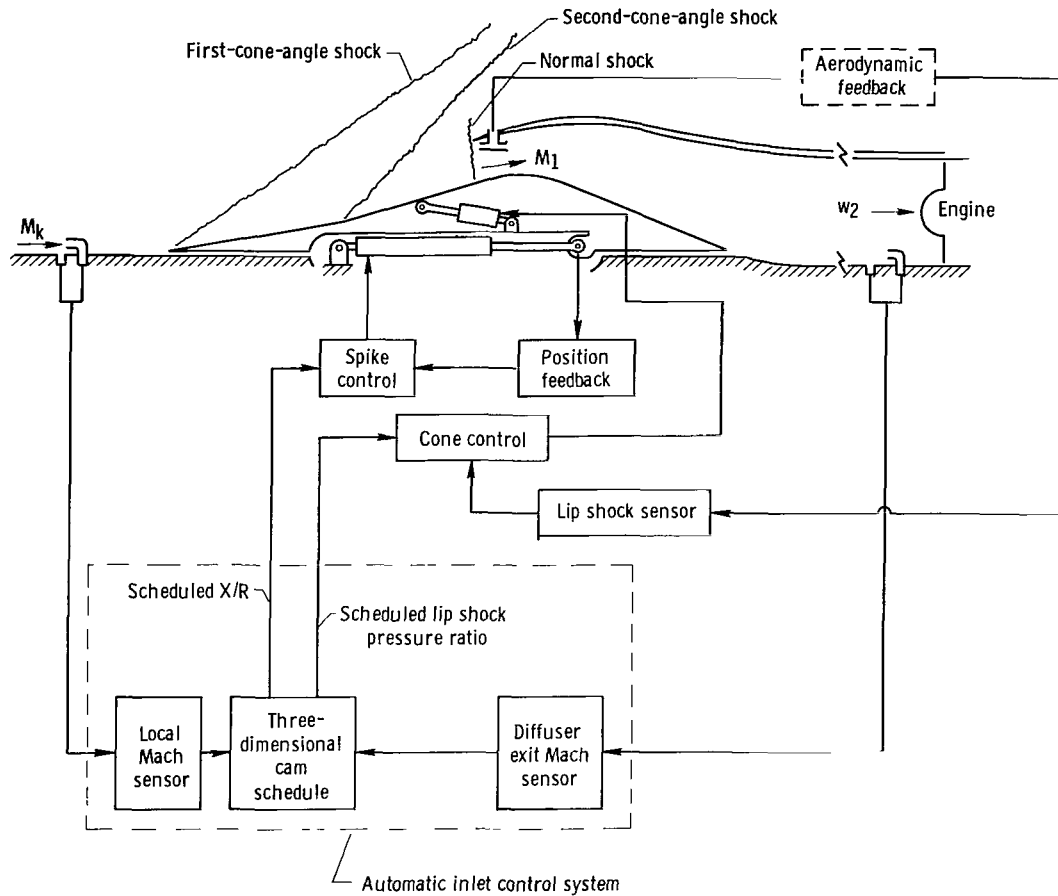 Second-cone-angle shock
First-cone-angle shock
Normal shock
Aerodynamic
feedback
M1
Mk
w2
Engine
Spike
control
Position
feedback
Cone control
Lip shock sensor
Scheduled X/R
Scheduled lip shock
pressure ratio
Local
Mach
sensor
Three-
dimensional
cam
schedule
Diffuser
exit Mach
sensor
Automatic inlet control system